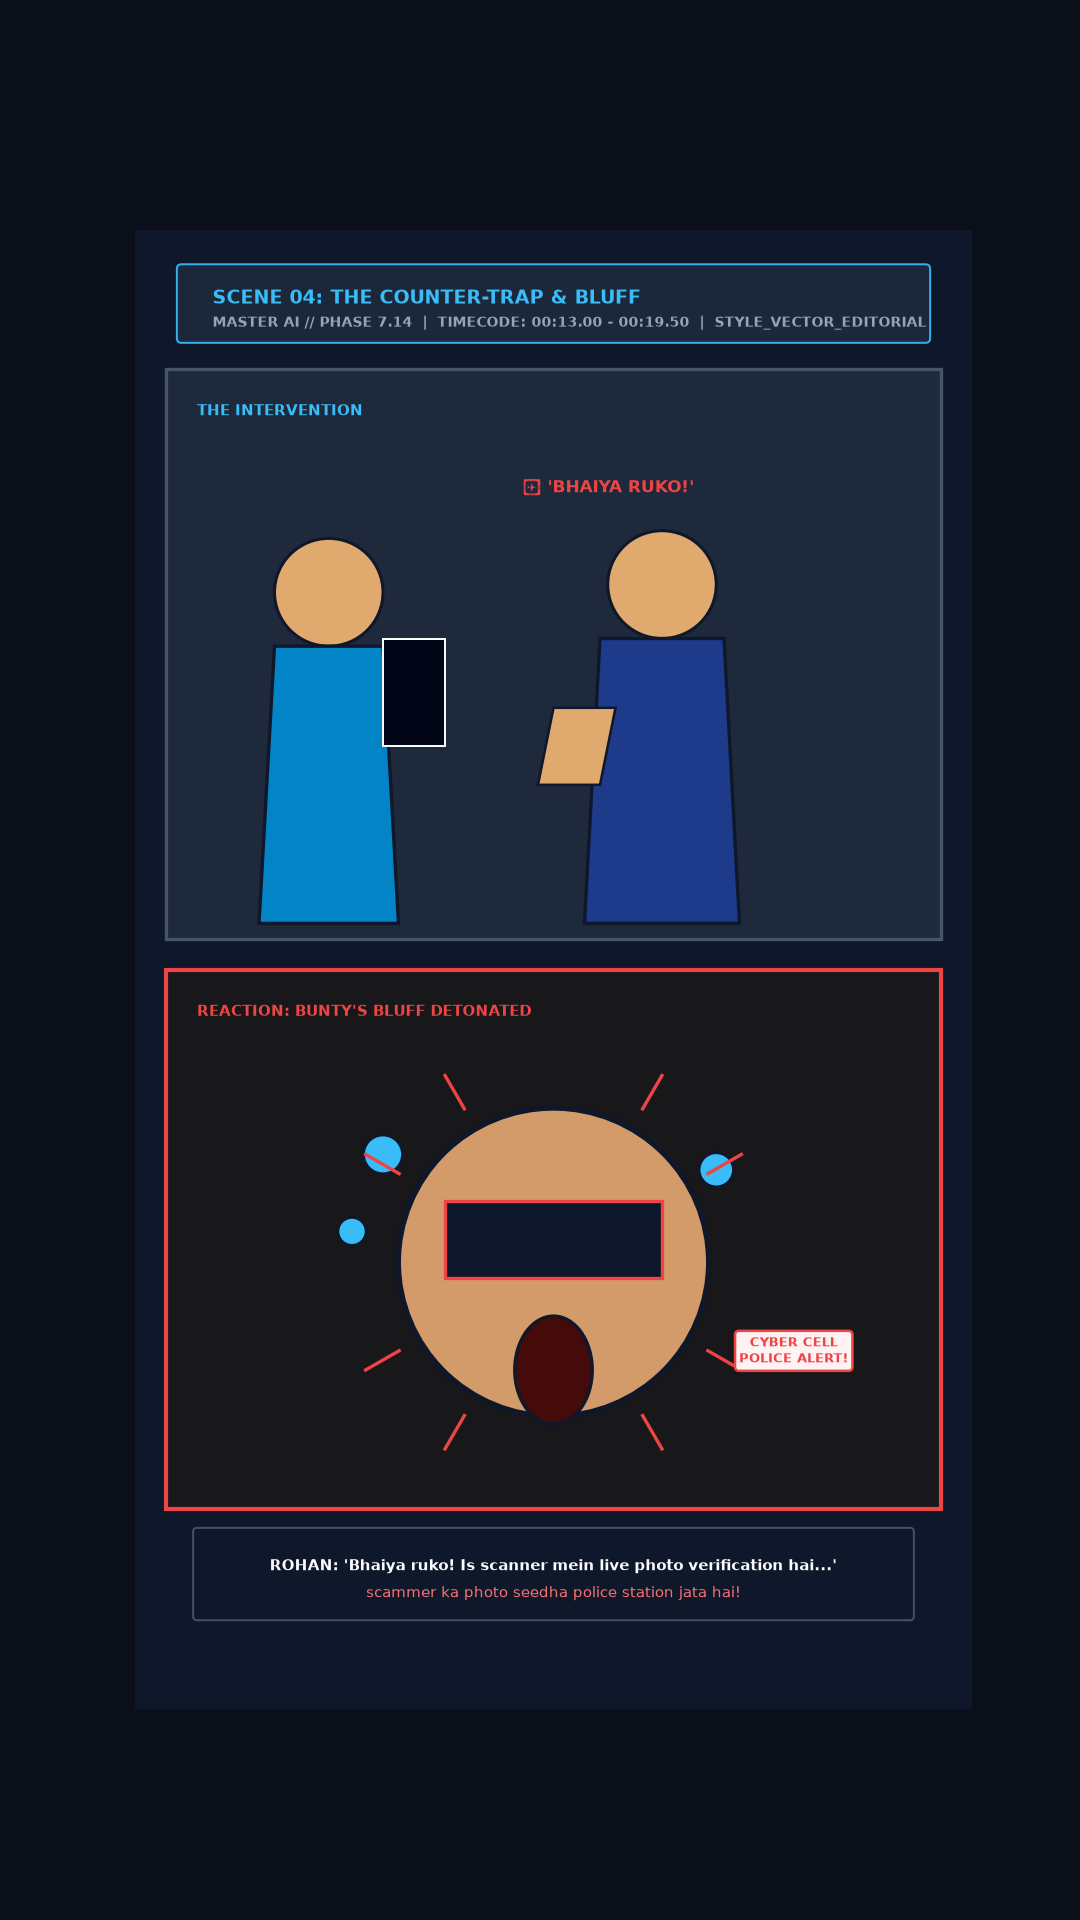 SCENE 04: THE COUNTER-TRAP & BLUFF
MASTER AI // PHASE 7.14 | TIMECODE: 00:13.00 - 00:19.50 | STYLE_VECTOR_EDITORIAL
THE INTERVENTION
'BHAIYA RUKO!'
REACTION: BUNTY'S BLUFF DETONATED
CYBER CELL
POLICE ALERT!
ROHAN: 'Bhaiya ruko! Is scanner mein live photo verification hai...'
scammer ka photo seedha police station jata hai!